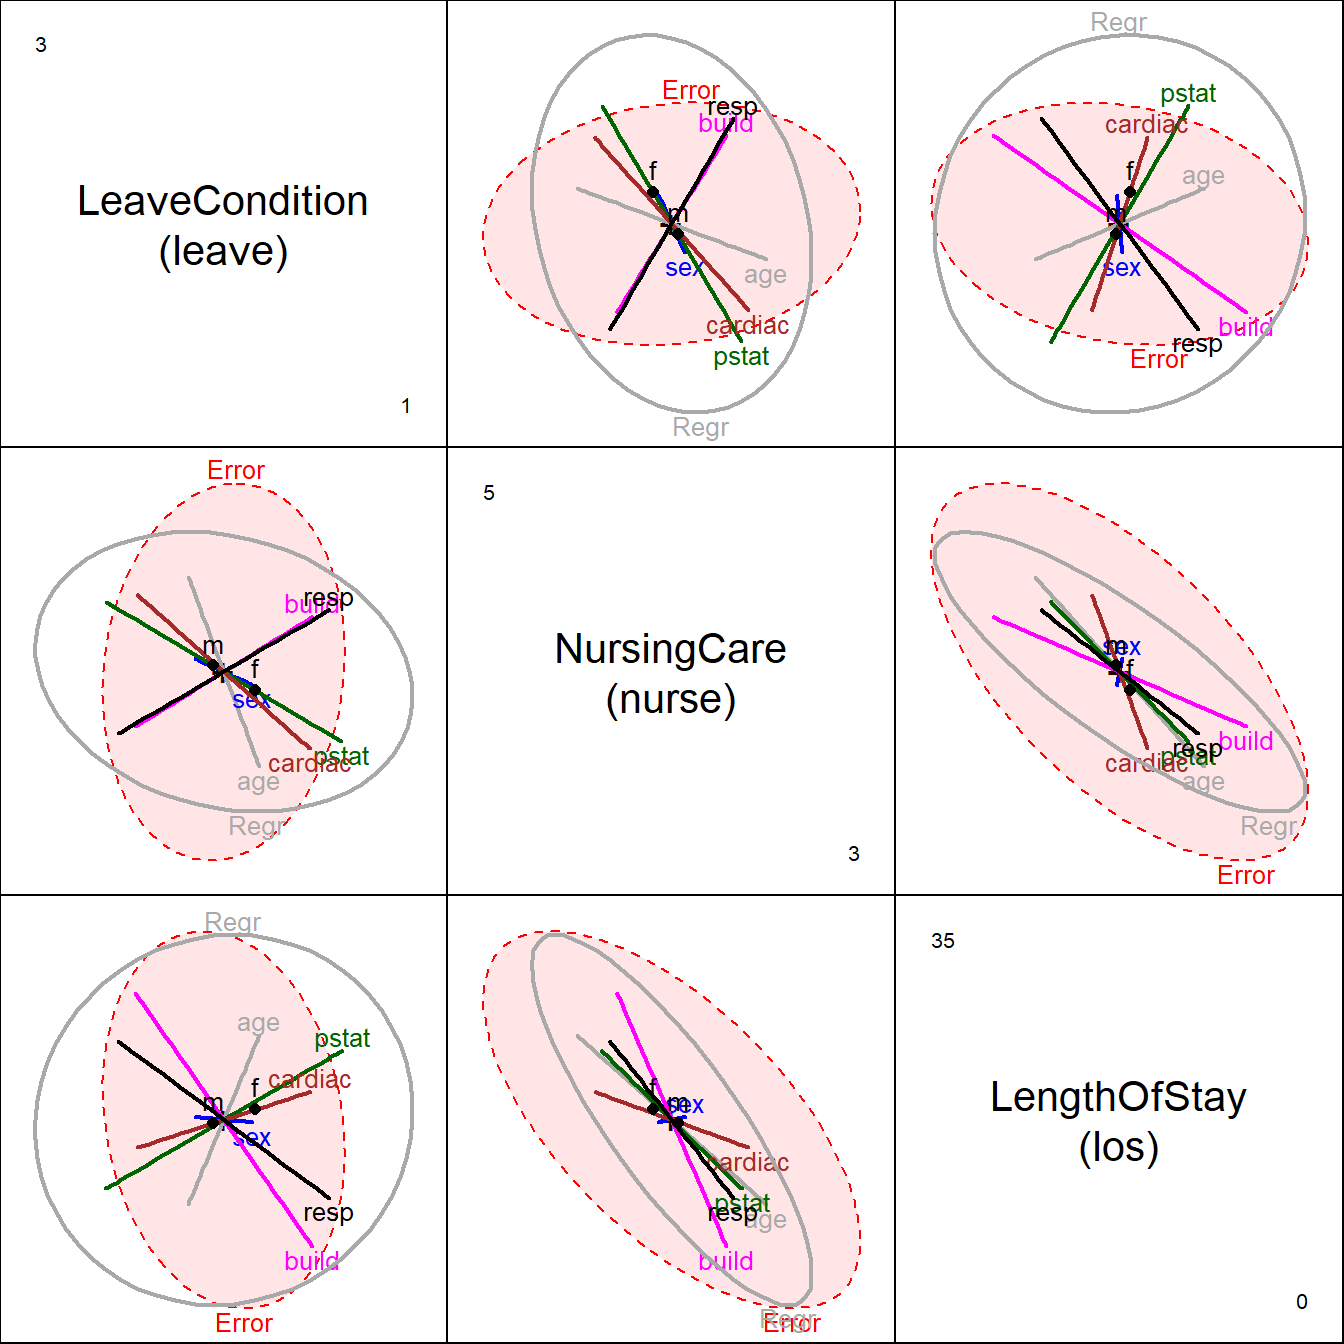 3
LeaveCondition
(leave)
1
Error
resp
build
f
m
sex
age
cardiac
pstat
Regr
Regr
pstat
cardiac
f
age
m
sex
build
resp
Error
Error
resp
build
m
f
sex
pstat
cardiac
age
Regr
5
NursingCare
(nurse)
3
m
sex
f
build
resp
pstat
cardiac
age
Regr
Error
Regr
age
pstat
cardiac
f
m
sex
resp
build
Error
f
m
sex
cardiac
pstat
resp
age
build
Regr
Error
35
LengthOfStay
(los)
0